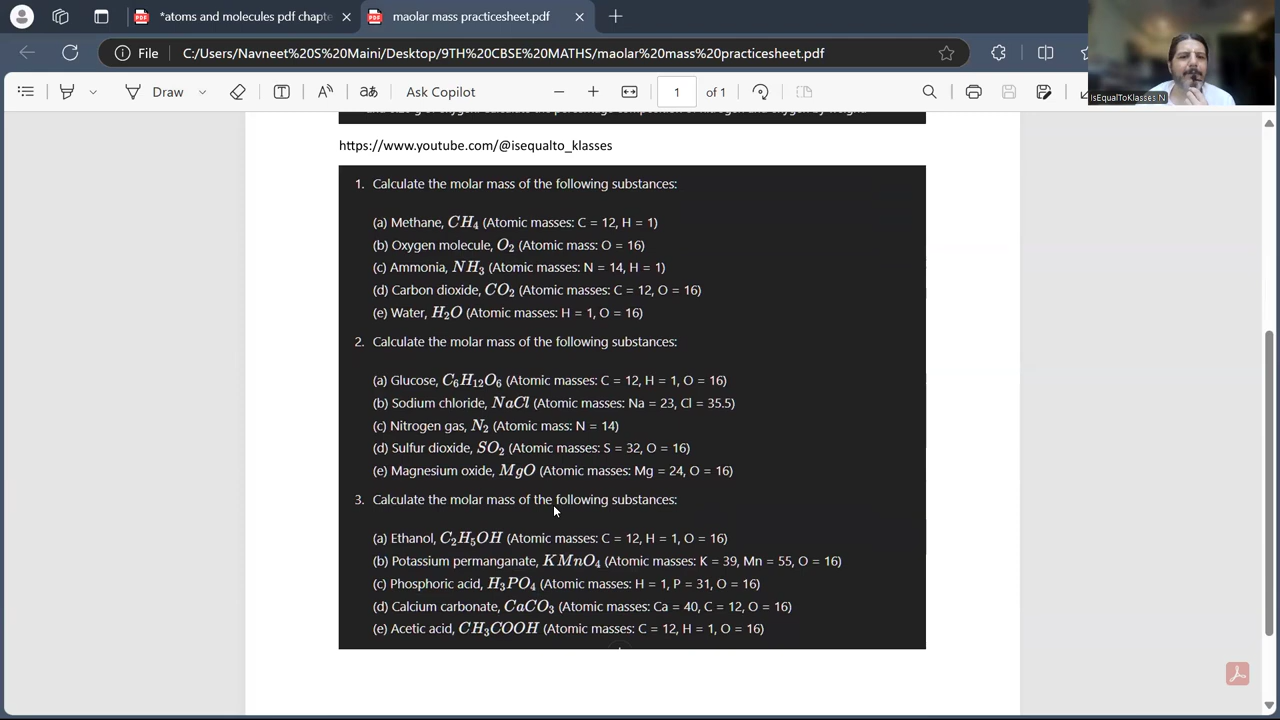 *atoms and molecules pdf chapte
maolar mass practicesheet.pdf
File
C:/Users/Navneet%20S%20Maini/Desktop/9TH%20CBSE%20MATHS/maolar%20mass%20practicesheet.pdf
IsEqualToKlasses N
Draw
Ask Copilot
1 of 1
https://www.youtube.com/@isequalto_klasses
1. Calculate the molar mass of the following substances:
(a) Methane, CH₄ (Atomic masses: C = 12, H = 1)
(b) Oxygen molecule, O₂ (Atomic mass: O = 16)
(c) Ammonia, NH₃ (Atomic masses: N = 14, H = 1)
(d) Carbon dioxide, CO₂ (Atomic masses: C = 12, O = 16)
(e) Water, H₂O (Atomic masses: H = 1, O = 16)
2. Calculate the molar mass of the following substances:
(a) Glucose, C₆H₁₂O₆ (Atomic masses: C = 12, H = 1, O = 16)
(b) Sodium chloride, NaCl (Atomic masses: Na = 23, Cl = 35.5)
(c) Nitrogen gas, N₂ (Atomic mass: N = 14)
(d) Sulfur dioxide, SO₂ (Atomic masses: S = 32, O = 16)
(e) Magnesium oxide, MgO (Atomic masses: Mg = 24, O = 16)
3. Calculate the molar mass of the following substances:
(a) Ethanol, C₂H₅OH (Atomic masses: C = 12, H = 1, O = 16)
(b) Potassium permanganate, KMnO₄ (Atomic masses: K = 39, Mn = 55, O = 16)
(c) Phosphoric acid, H₃PO₄ (Atomic masses: H = 1, P = 31, O = 16)
(d) Calcium carbonate, CaCO₃ (Atomic masses: Ca = 40, C = 12, O = 16)
(e) Acetic acid, CH₃COOH (Atomic masses: C = 12, H = 1, O = 16)